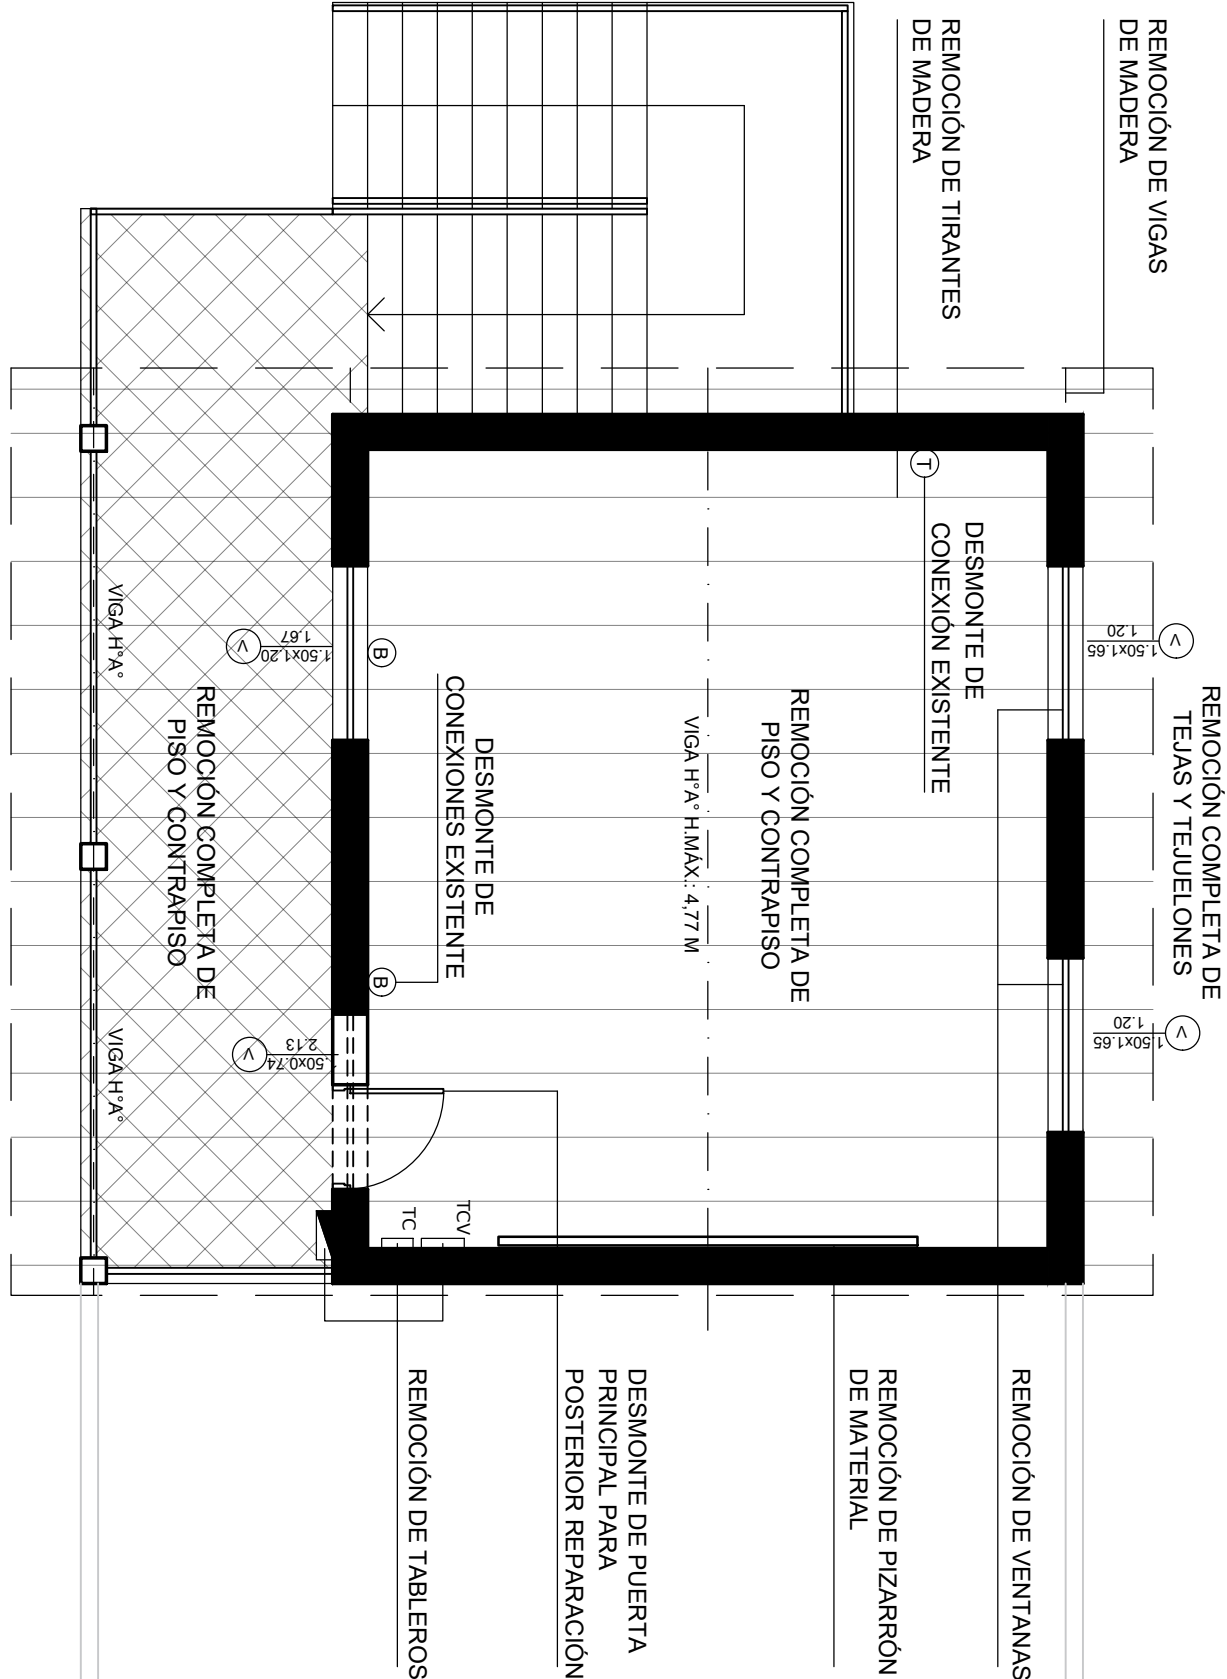 REMOCIÓN DE VIGAS
DE MADERA
REMOCIÓN DE TIRANTES
DE MADERA
REMOCIÓN COMPLETA DE
TEJAS Y TEJUELONES
V
1.50x1.65
1.20
V
1.50x1.65
1.20
T
DESMONTE DE
CONEXIÓN EXISTENTE
REMOCIÓN COMPLETA DE
PISO Y CONTRAPISO
VIGA H°A° H.MÁX.: 4,77 M
DESMONTE DE
CONEXIONES EXISTENTE
B
B
V
1.50x1.20
1.67
V
.50x0.74
2.13
REMOCIÓN COMPLETA DE
PISO Y CONTRAPISO
VIGA H°A°
VIGA H°A°
TCV
TC
REMOCIÓN DE VENTANAS
REMOCIÓN DE PIZARRÓN
DE MATERIAL
DESMONTE DE PUERTA
PRINCIPAL PARA
POSTERIOR REPARACIÓN
REMOCIÓN DE TABLEROS